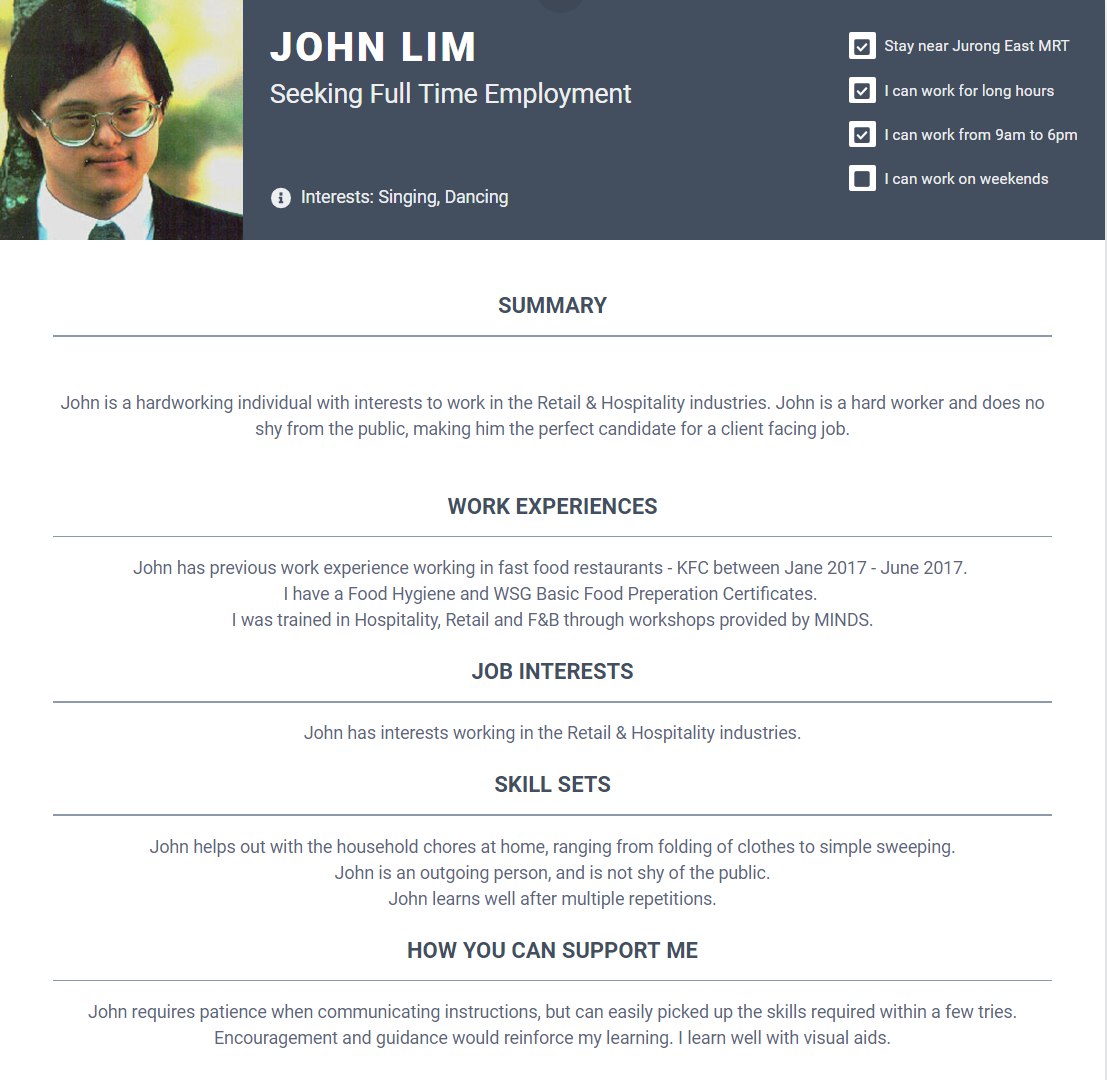 JOHN LIM
Seeking Full Time Employment
Interests: Singing, Dancing
Stay near Jurong East MRT
I can work for long hours
I can work from 9am to 6pm
I can work on weekends
SUMMARY
John is a hardworking individual with interests to work in the Retail & Hospitality industries. John is a hard worker and does no
shy from the public, making him the perfect candidate for a client facing job.
WORK EXPERIENCES
John has previous work experience working in fast food restaurants - KFC between Jane 2017 - June 2017.
I have a Food Hygiene and WSG Basic Food Preperation Certificates.
I was trained in Hospitality, Retail and F&B through workshops provided by MINDS.
JOB INTERESTS
John has interests working in the Retail & Hospitality industries.
SKILL SETS
John helps out with the household chores at home, ranging from folding of clothes to simple sweeping.
John is an outgoing person, and is not shy of the public.
John learns well after multiple repetitions.
HOW YOU CAN SUPPORT ME
John requires patience when communicating instructions, but can easily picked up the skills required within a few tries.
Encouragement and guidance would reinforce my learning. I learn well with visual aids.